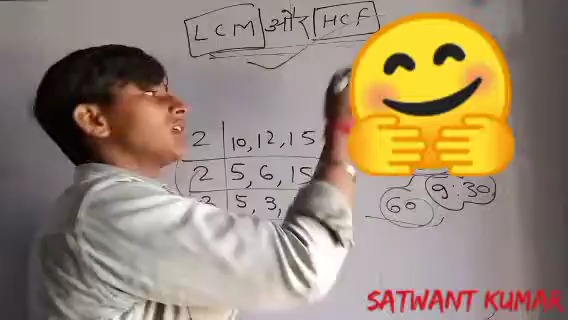 LCM और HCF
2 | 10, 12, 15
2 | 5, 6, 15
5, 3,
60 9:30
SATWANT KUMAR